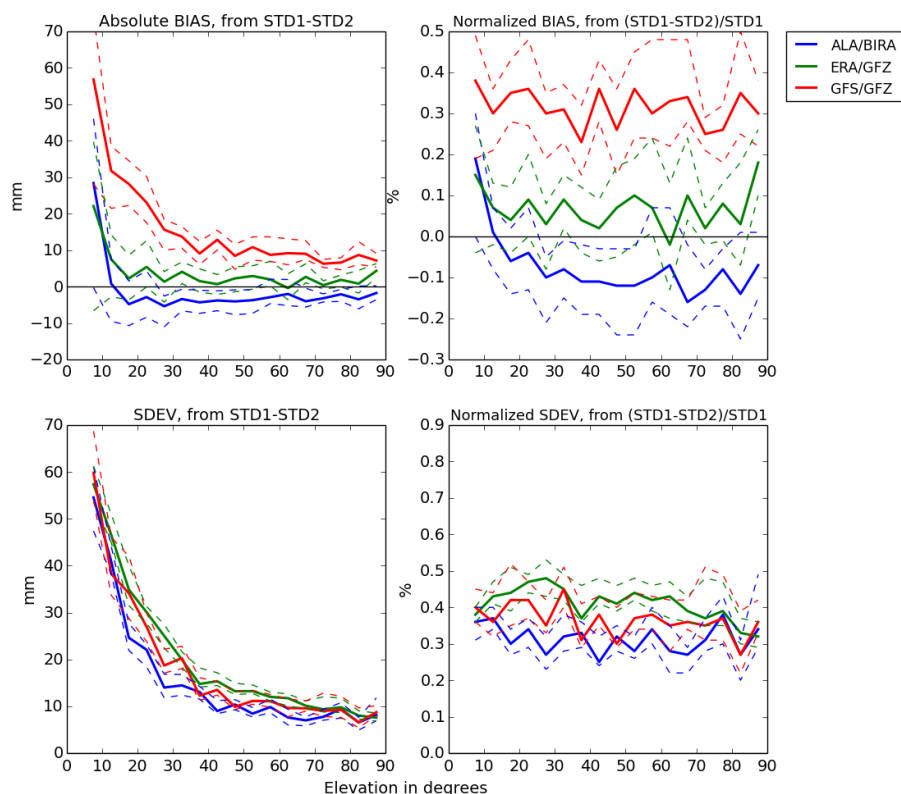 Absolute BIAS, from STD1-STD2
Normalized BIAS, from (STD1-STD2)/STD1
ALA/BIRA
ERA/GFZ
GFS/GFZ
70
60
50
40
30
20
10
0
−10
−20
mm
0 10 20 30 40 50 60 70 80 90
0.5
0.4
0.3
0.2
0.1
0.0
−0.1
−0.2
−0.3
%
0 10 20 30 40 50 60 70 80 90
SDEV, from STD1-STD2
Normalized SDEV, from (STD1-STD2)/STD1
70
60
50
40
30
20
10
0
mm
0 10 20 30 40 50 60 70 80 90
0.9
0.8
0.7
0.6
0.5
0.4
0.3
0.2
0.1
0.0
%
0 10 20 30 40 50 60 70 80 90
Elevation in degrees